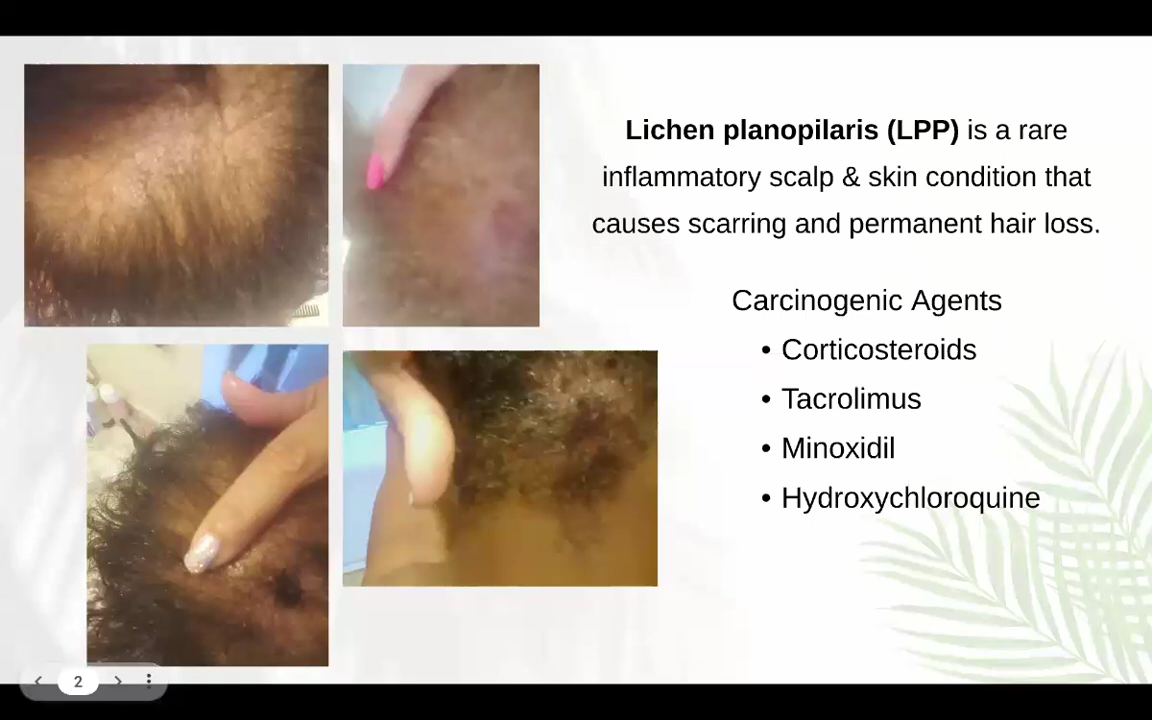 Lichen planopilaris (LPP) is a rare
inflammatory scalp & skin condition that
causes scarring and permanent hair loss.
Carcinogenic Agents
• Corticosteroids
• Tacrolimus
• Minoxidil
• Hydroxychloroquine
2